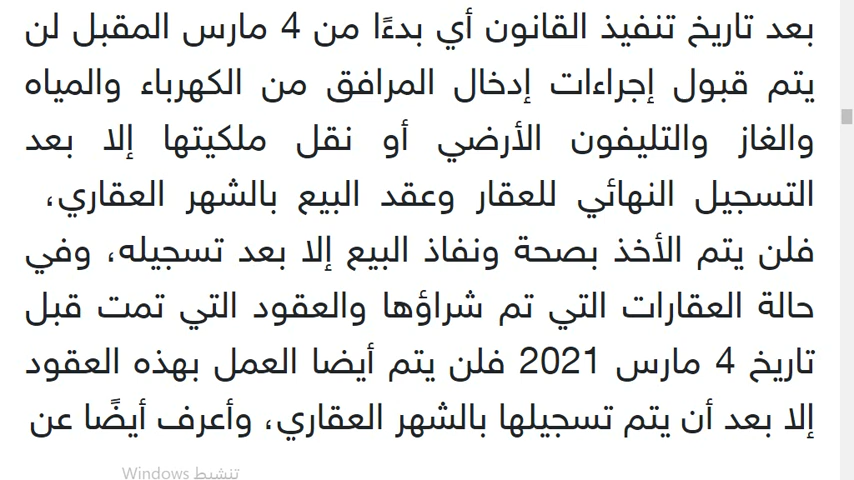 بعد تاريخ تنفيذ القانون أي بدءًا من 4 مارس المقبل لن
يتم قبول إجراءات إدخال المرافق من الكهرباء والمياه
والغاز والتليفون الأرضي أو نقل ملكيتها إلا بعد
التسجيل النهائي للعقار وعقد البيع بالشهر العقاري،
فلن يتم الأخذ بصحة ونفاذ البيع إلا بعد تسجيله، وفي
حالة العقارات التي تم شراؤها والعقود التي تمت قبل
تاريخ 4 مارس 2021 فلن يتم أيضا العمل بهذه العقود
إلا بعد أن يتم تسجيلها بالشهر العقاري، وأعرف أيضًا عن
تنشيط Windows